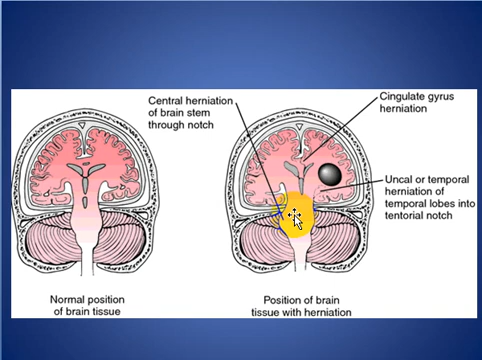 Central herniation
of brain stem
through notch
Cingulate gyrus
herniation
Uncal or temporal
herniation of
temporal lobes into
tentorial notch
Normal position
of brain tissue
Position of brain
tissue with herniation